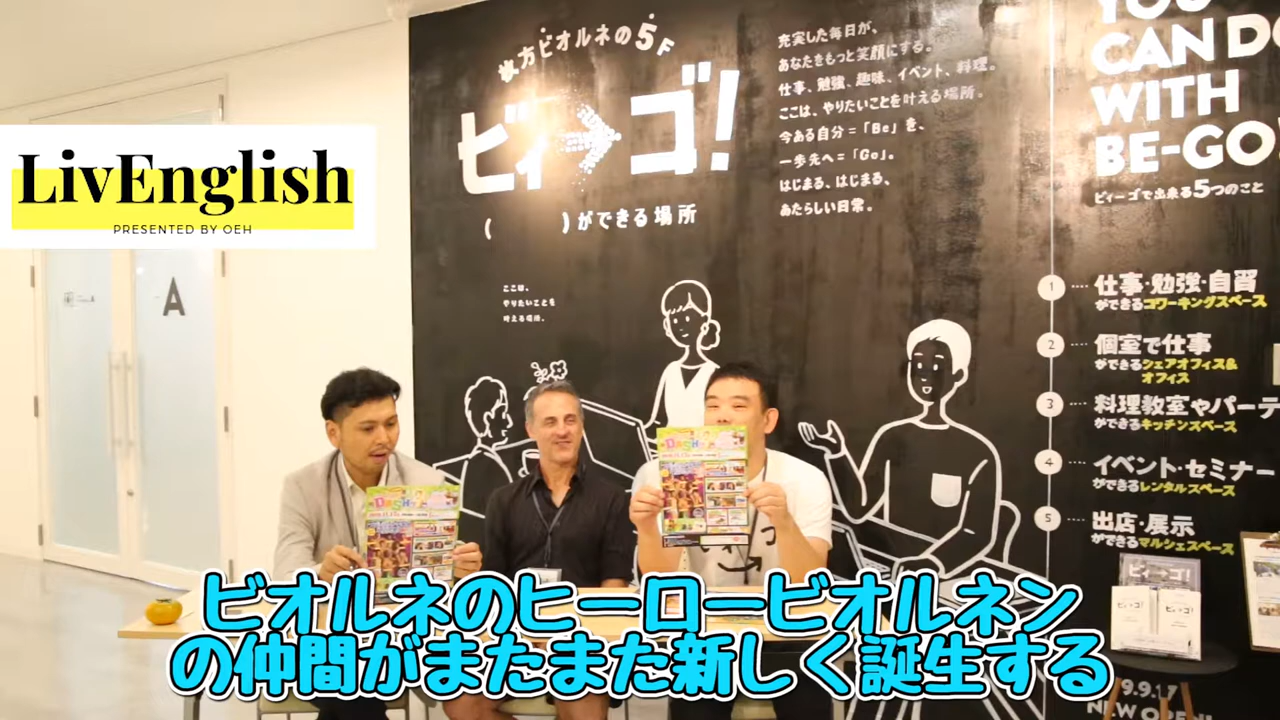 枚方ビオルネの5F
ビィーゴ!
( )ができる場所
ここは、
やりたいことを
叶える場所。
充実した毎日が、
あなたをもっと笑顔にする。
仕事、勉強、趣味、イベント、料理。
ここは、やりたいことを叶える場所。
今ある自分=「Be」を、
一歩先へ=「Go」。
はじまる、はじまる、
あたらしい日常。
YOU
CAN DO
WITH
BE-GO!
ビィーゴで出来る5つのこと
1 仕事・勉強・自習
ができるコワーキングスペース
2 個室で仕事
ができるシェアオフィス&
オフィス
3 料理教室やパーテ
ができるキッチンスペース
4 イベント・セミナー
ができるレンタルスペース
5 出店・展示
ができるマルシェスペース
LivEnglish
PRESENTED BY OEH
A
DASH
DASH
ビィーゴ!
9.9.17
NEW OPEN
ビオルネのヒーロービオルネン
の仲間がまたまた新しく誕生する